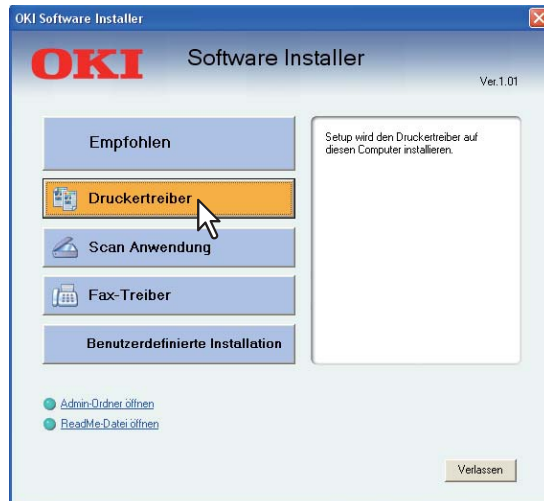 OKI Software Installer
OKI
Software Installer
Ver.1.01
Empfohlen
Druckertreiber
Scan Anwendung
Fax-Treiber
Benutzerdefinierte Installation
Setup wird den Druckertreiber auf
diesen Computer installieren.
Admin-Ordner öffnen
ReadMe-Datei öffnen
Verlassen